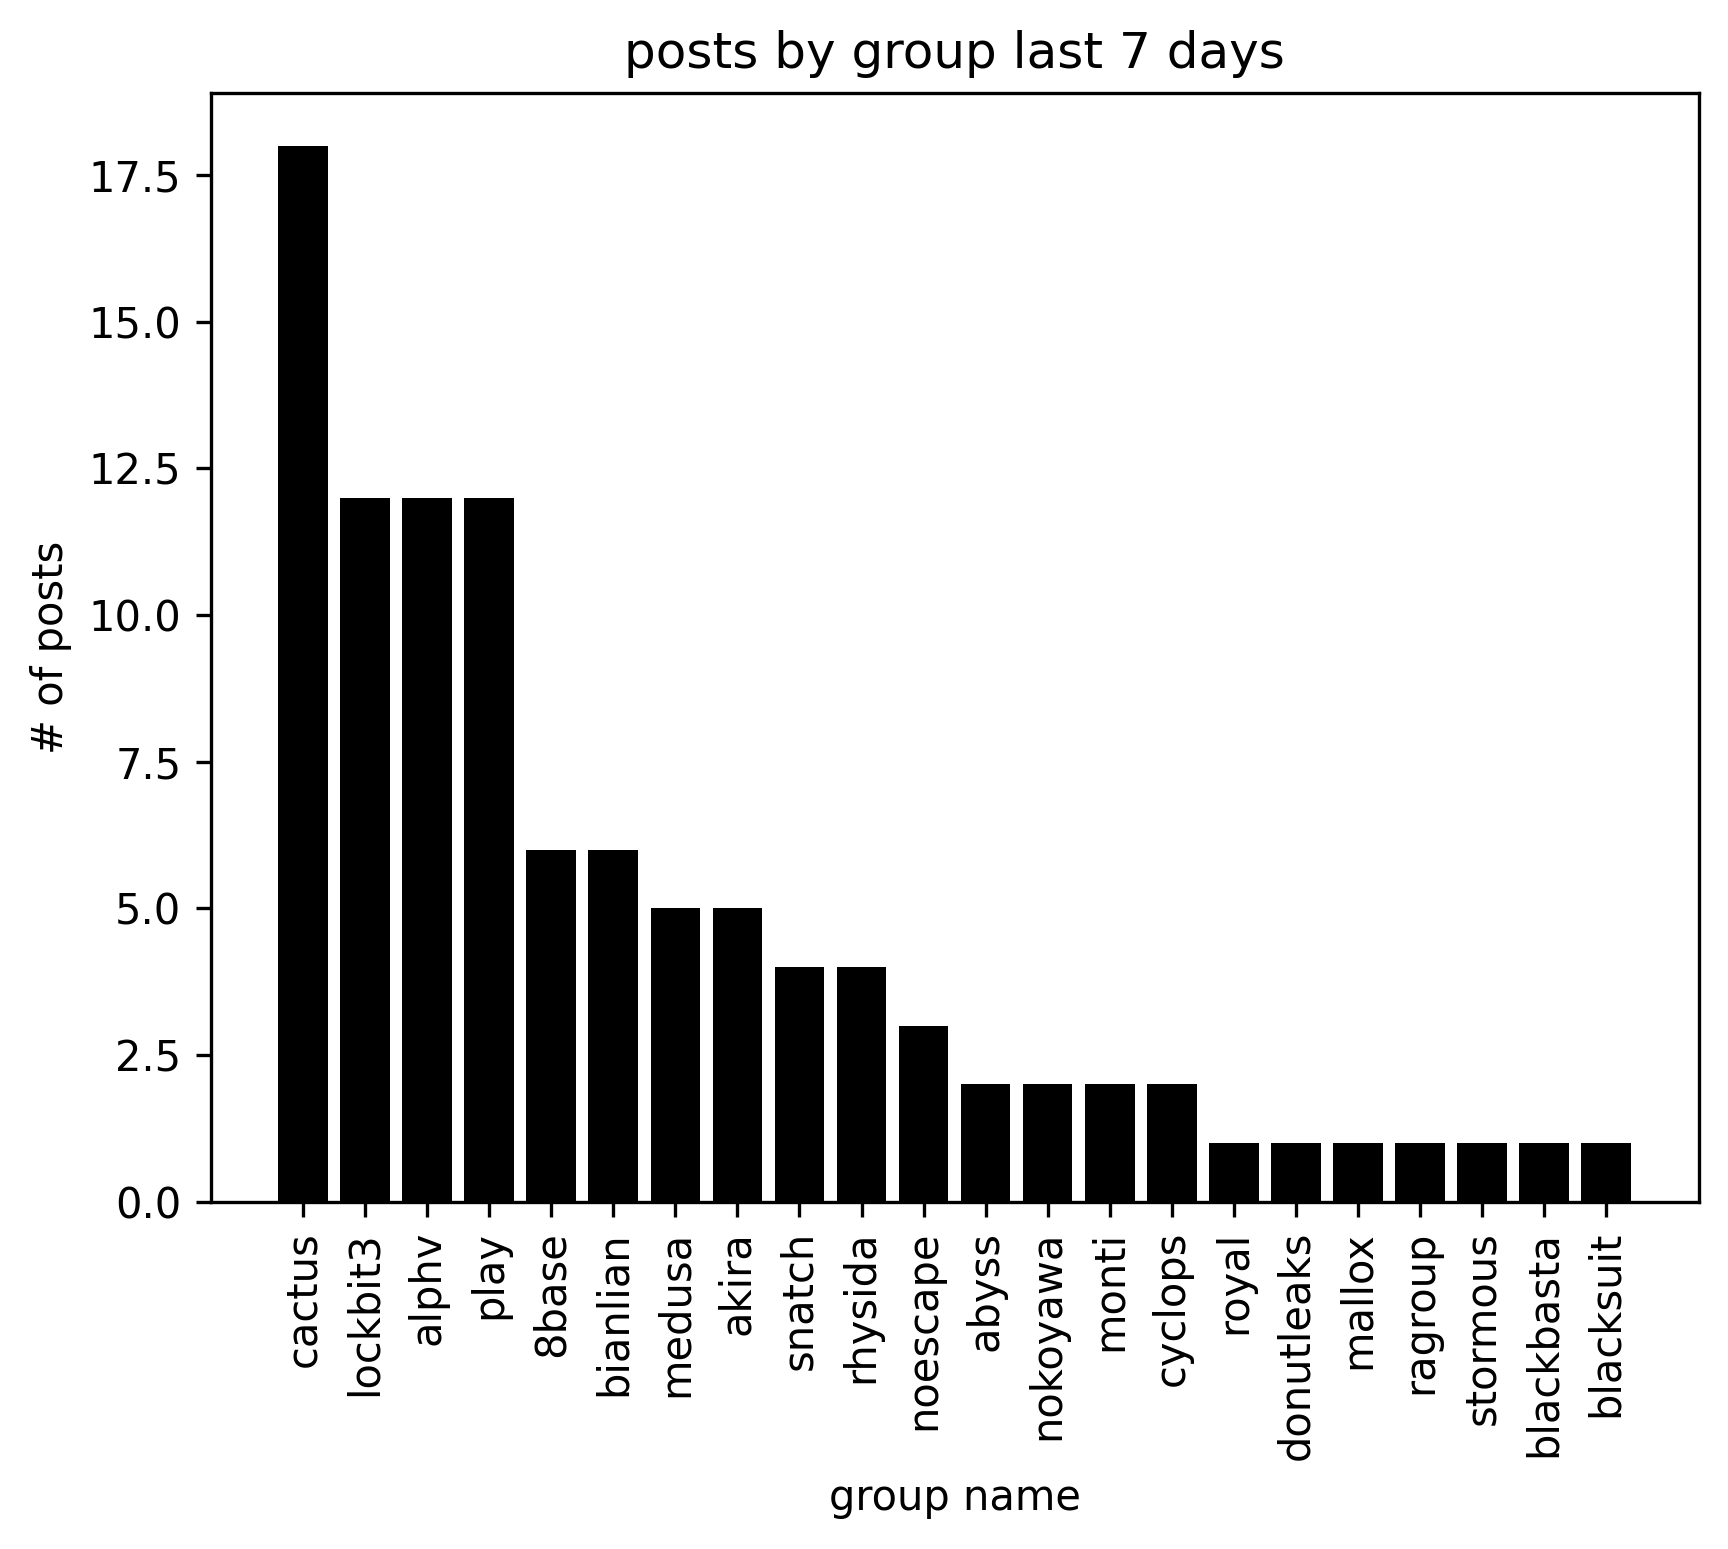 posts by group last 7 days
# of posts
17.5
15.0
12.5
10.0
7.5
5.0
2.5
0.0
cactus
lockbit3
alphv
play
8base
bianlian
medusa
akira
snatch
rhysida
noescape
abyss
nokoyawa
monti
cyclops
royal
donutleaks
mallox
ragroup
stormous
blackbasta
blacksuit
group name